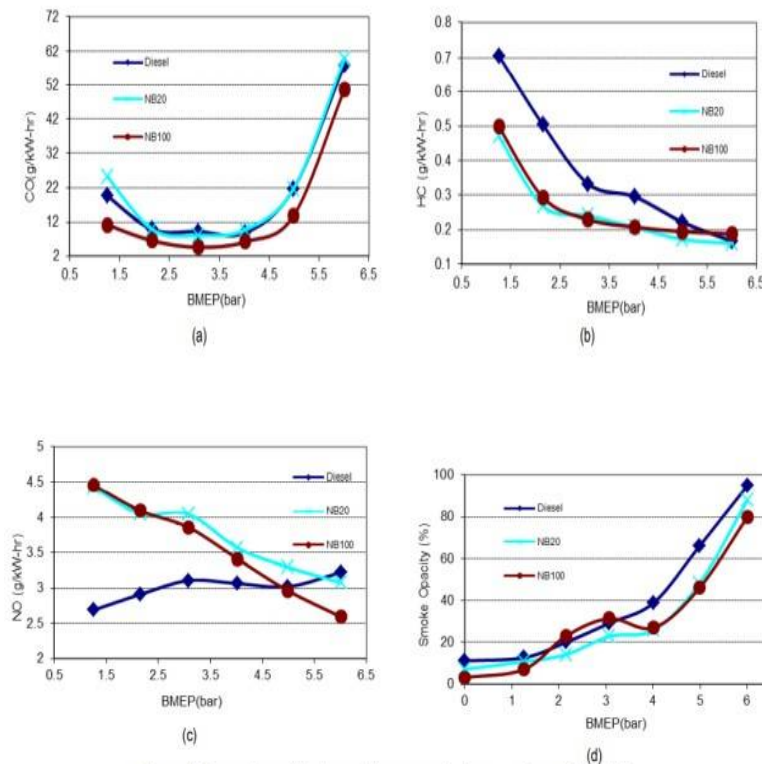 72
62
52
42
32
22
12
2
CO(g/kW-hr)
Diesel
NB20
NB100
0.5 1.5 2.5 3.5 4.5 5.5 6.5
BMEP(bar)
(a)
0.8
0.7
0.6
0.5
0.4
0.3
0.2
0.1
HC (g/kW-hr)
Diesel
NB20
NB100
0.5 1.5 2.5 3.5 4.5 5.5 6.5
BMEP(bar)
(b)
5
4.5
4
3.5
3
2.5
2
NO (g/kW-hr)
Diesel
NB20
NB100
0.5 1.5 2.5 3.5 4.5 5.5 6.5
BMEP(bar)
(c)
100
80
60
40
20
0
Smoke Opacity (%)
Diesel
NB20
NB100
0 1 2 3 4 5 6
BMEP(bar)
(d)